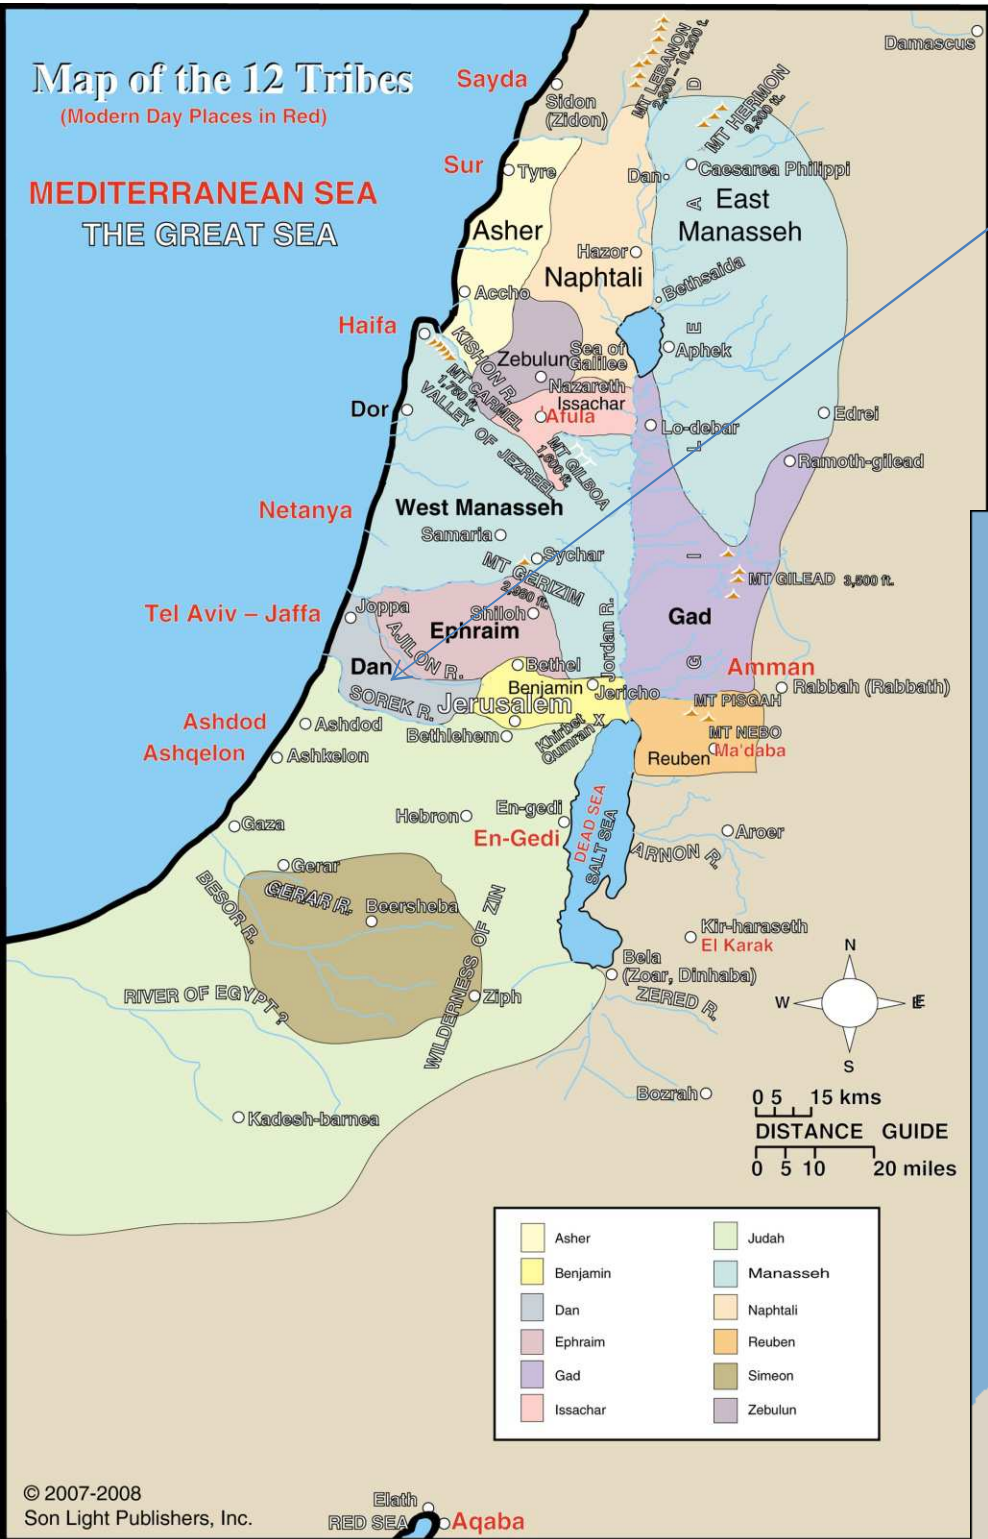 Map of the 12 Tribes
(Modern Day Places in Red)
MEDITERRANEAN SEA
THE GREAT SEA
Damascus
Sayda
Sidon
(Zidon)
MT LEBANON
MT HERMON
9,300 ft.
Sur
Tyre
Dan
Caesarea Philippi
East
Manasseh
Asher
Hazor
Naphtali
Bethsaida
Accho
Haifa
KISHON R.
Zebulun
Sea of
Galilee
Aphek
MT CARMEL
1,750 ft.
Nazareth
Issachar
Afula
Dor
VALLEY OF JEZREEL
Lo-debar
Edrei
MT GILBOA
1,600 ft.
Ramoth-gilead
Netanya
West Manasseh
Samaria
Sychar
MT GERIZIM
MT GILEAD 3,500 ft.
G I L E A D
Tel Aviv – Jaffa
Joppa
AJILON R.
Ephraim
Shiloh
Jordan R.
Gad
Dan
Bethel
Amman
Benjamin
Jericho
Rabbah (Rabbath)
SOREK R.
Jerusalem
MT PISGAH
Ashdod
Ashdod
Bethlehem
Khirbet
Qumran X
MT NEBO
Ma'daba
Ashqelon
Ashkelon
Reuben
Gaza
Hebron
En-gedi
En-Gedi
DEAD SEA
SALT SEA
Aroer
ARNON R.
Gerar
GERAR R.
BESOR R.
Beersheba
WILDERNESS OF ZIN
Kir-haraseth
El Karak
Bela
(Zoar, Dinhaba)
ZERED R.
RIVER OF EGYPT ?
Ziph
N
W
E
S
Bozrah
Kadesh-barnea
0 5 15 kms
DISTANCE GUIDE
0 5 10 20 miles
Asher
Judah
Benjamin
Manasseh
Dan
Naphtali
Ephraim
Reuben
Gad
Simeon
Issachar
Zebulun
© 2007-2008
Son Light Publishers, Inc.
Elath
RED SEA
Aqaba